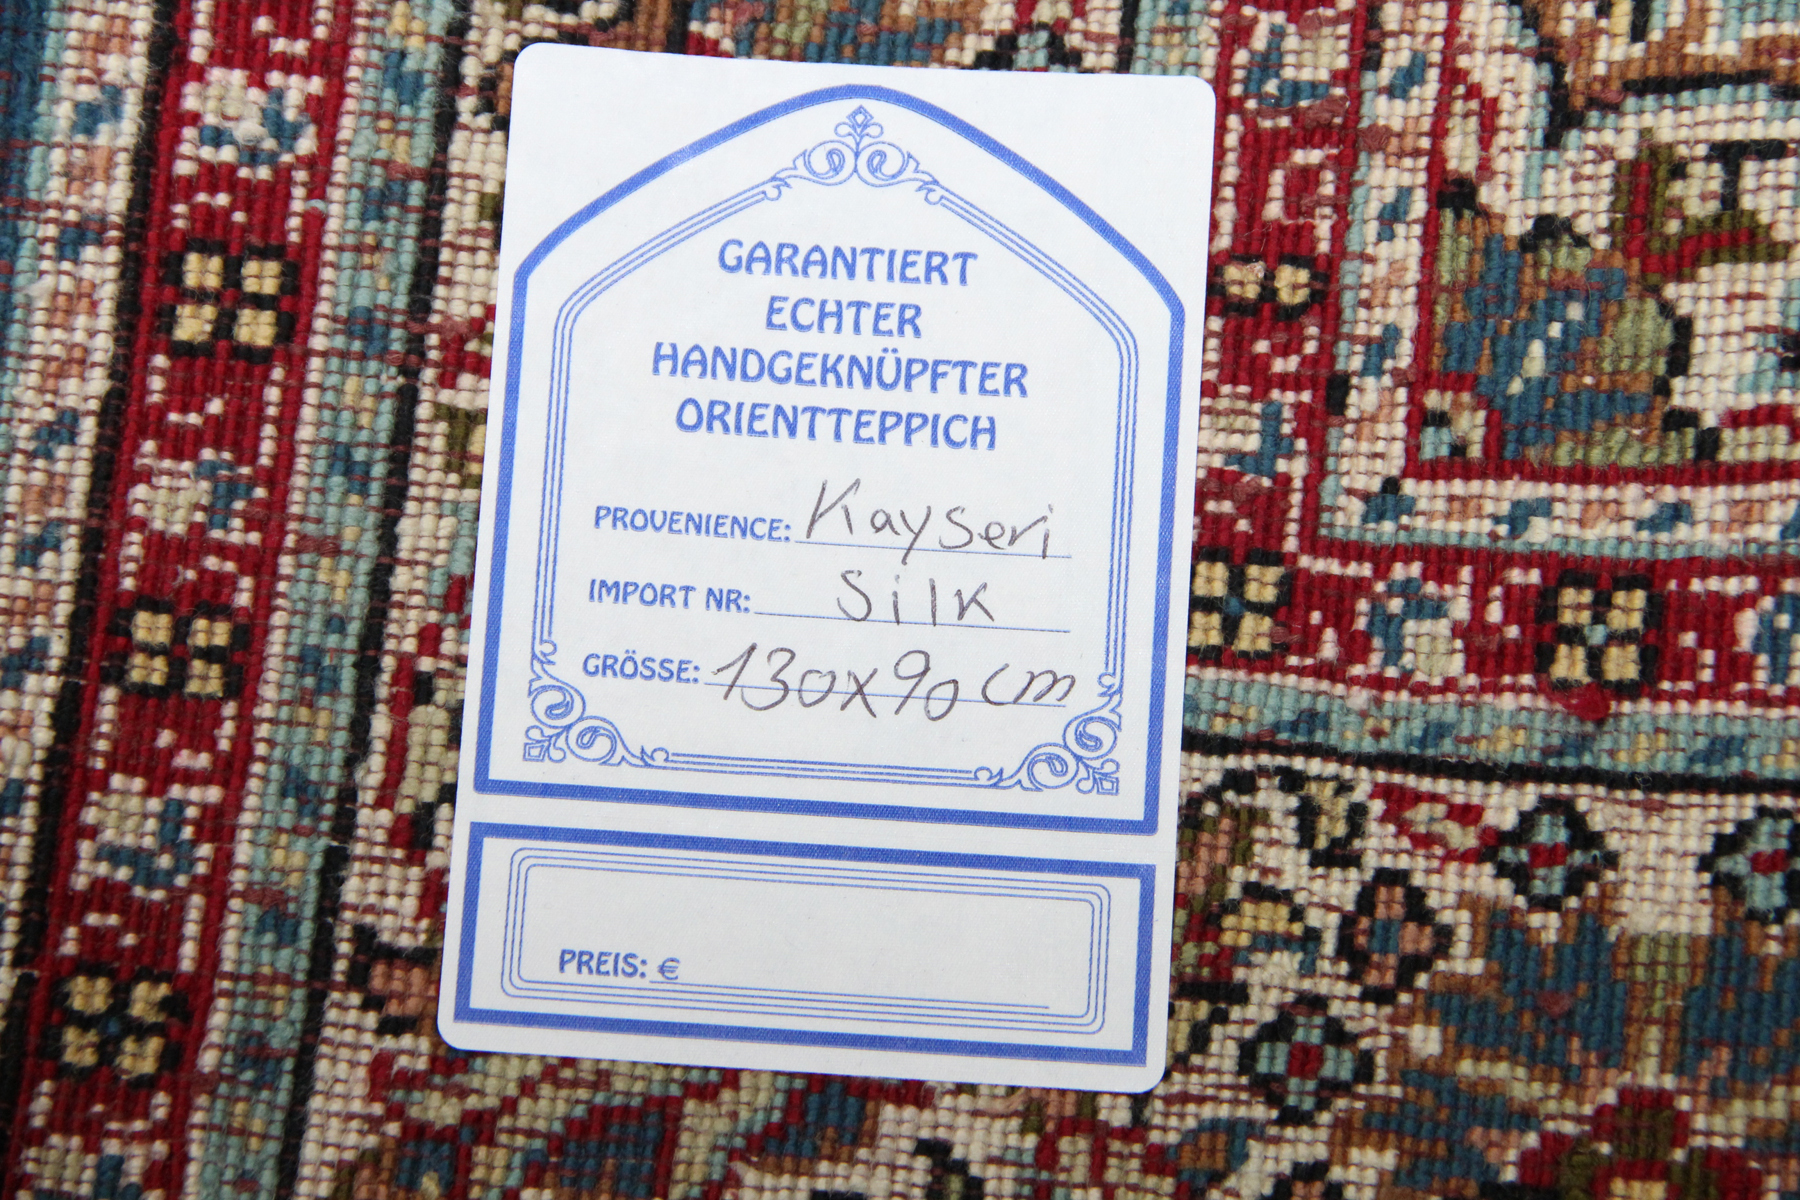 GARANTIERT
ECHTER
HANDGEKNÜPFTER
ORIENTTEPPICH
PROVENIENCE: Kayseri
IMPORT NR: Silk
GRÖSSE: 130x90 cm
PREIS: €